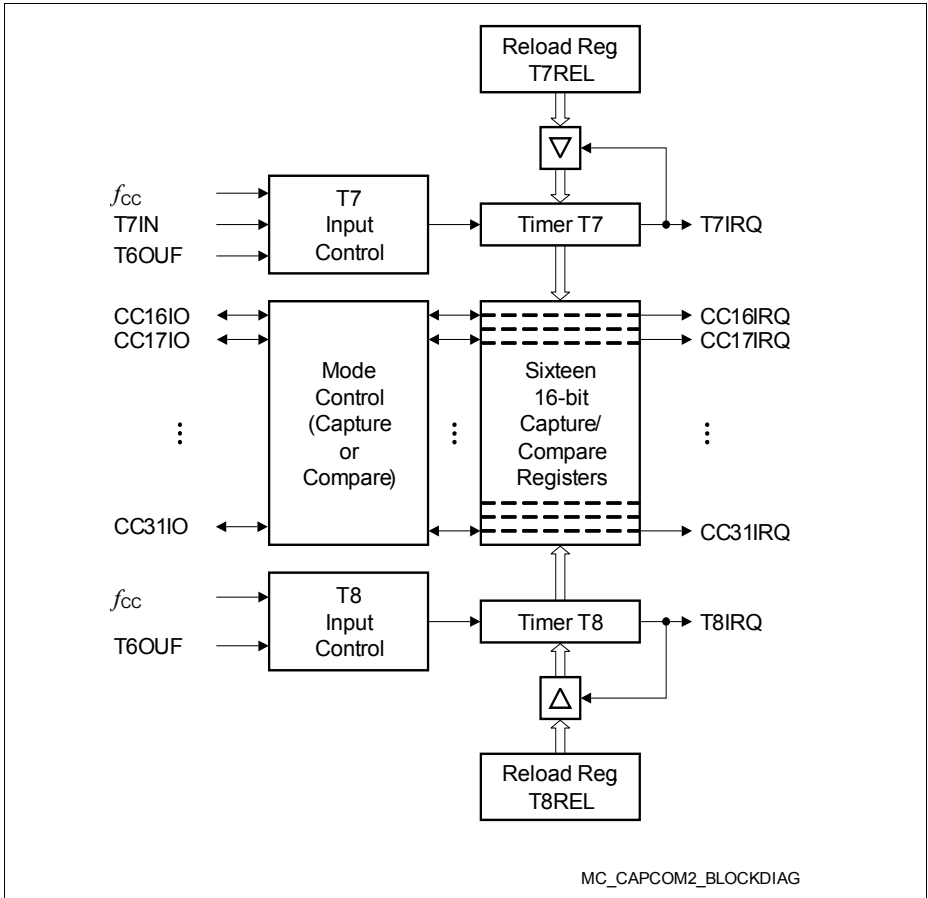 Reload Reg
T7REL
fCC
T7IN
T6OUF
T7
Input
Control
Timer T7
T7IRQ
CC16IO
CC17IO
CC31IO
Mode
Control
(Capture
or
Compare)
Sixteen
16-bit
Capture/
Compare
Registers
CC16IRQ
CC17IRQ
CC31IRQ
fCC
T6OUF
T8
Input
Control
Timer T8
T8IRQ
Reload Reg
T8REL
MC_CAPCOM2_BLOCKDIAG